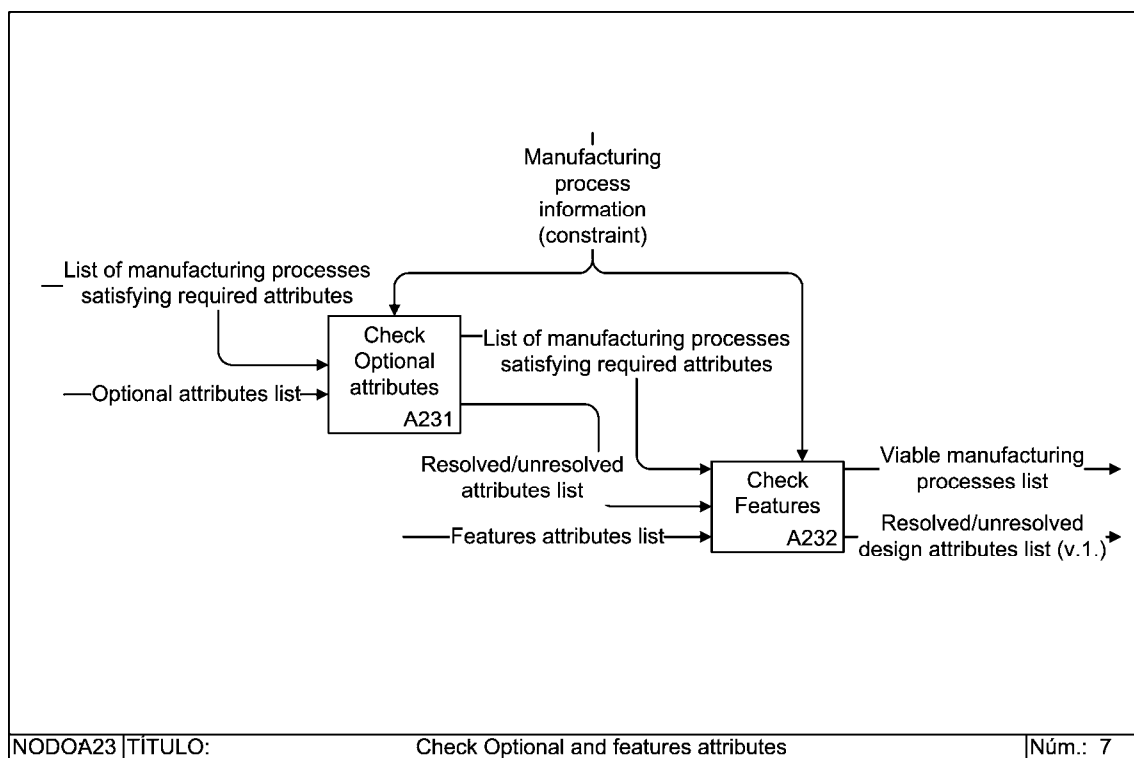 Manufacturing
process
information
(constraint)
List of manufacturing processes
satisfying required attributes
Check
Optional
attributes
A231
Optional attributes list
List of manufacturing processes
satisfying required attributes
Resolved/unresolved
attributes list
Features attributes list
Check
Features
A232
Viable manufacturing
processes list
Resolved/unresolved
design attributes list (v.1.)
NODO:A23 TÍTULO: Check Optional and features attributes Núm.: 7